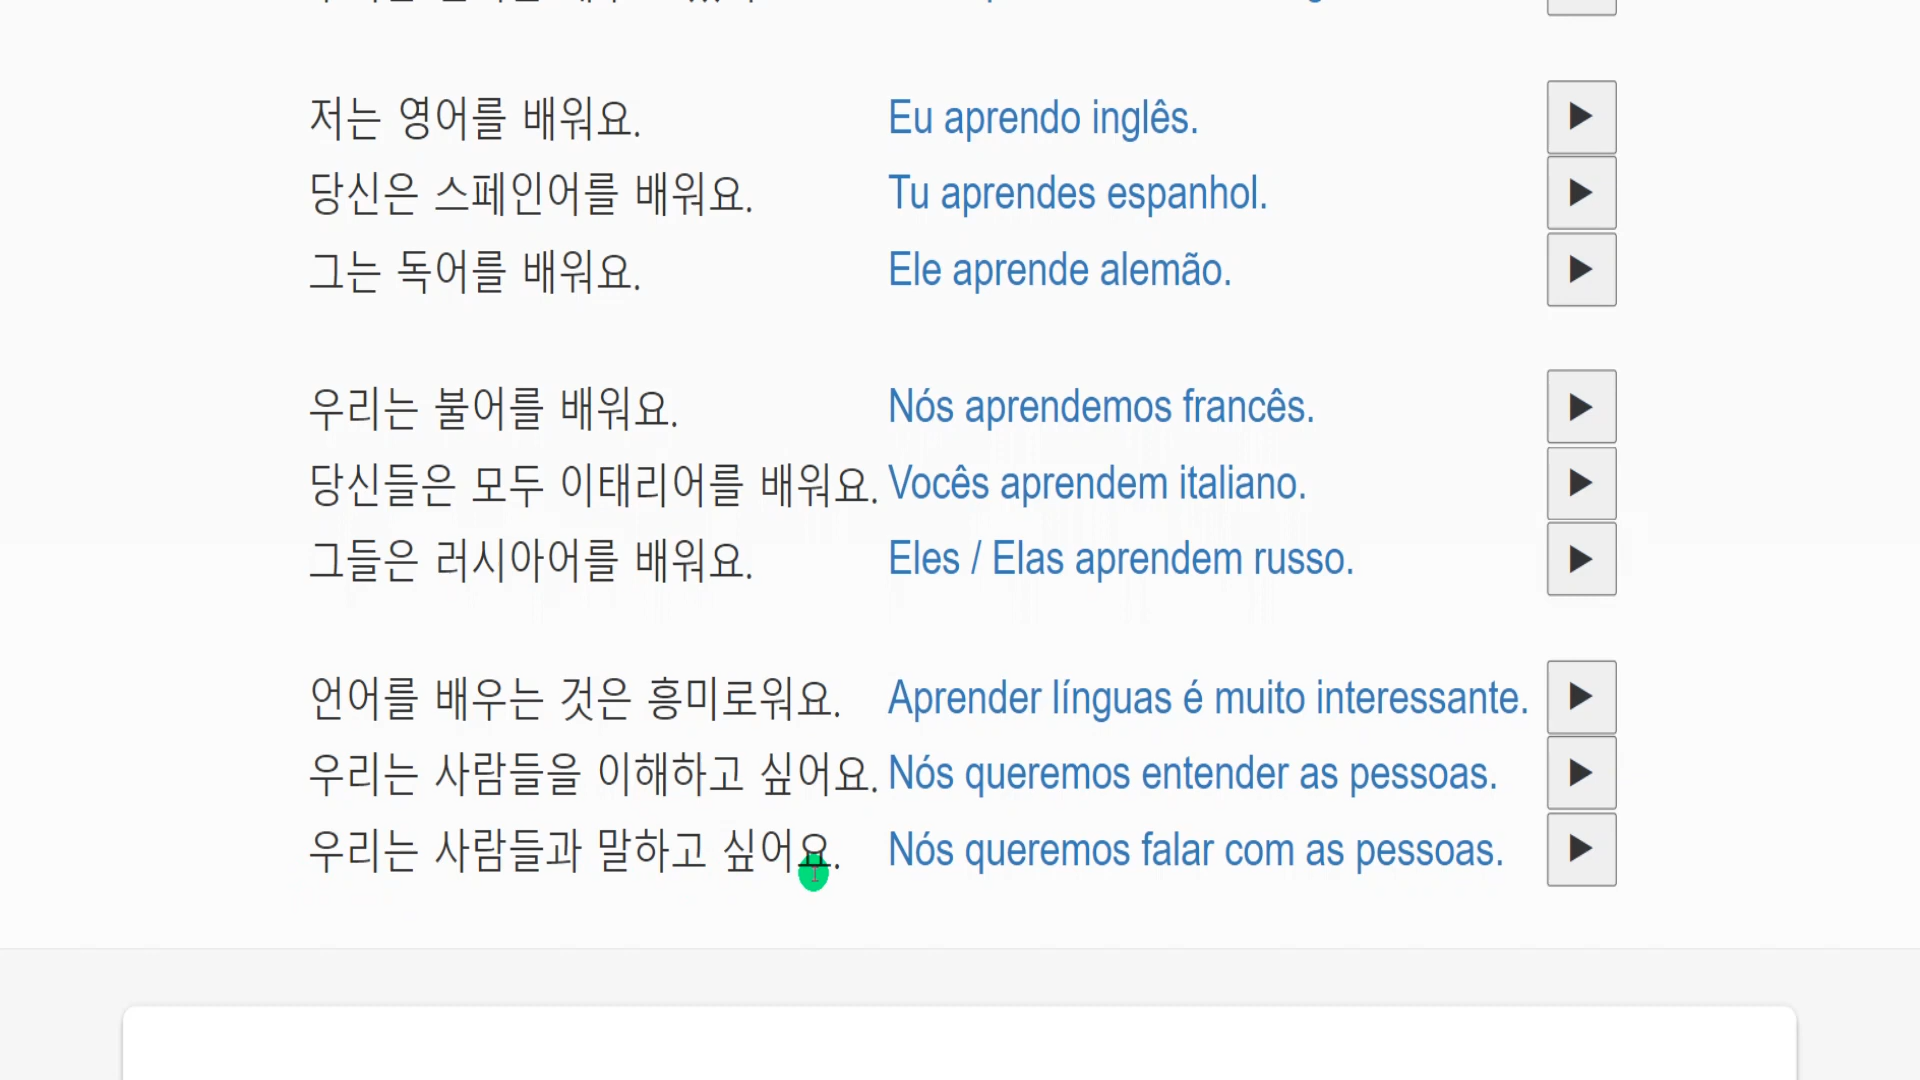 저는 영어를 배워요. Eu aprendo inglês.
당신은 스페인어를 배워요. Tu aprendes espanhol.
그는 독어를 배워요. Ele aprende alemão.
우리는 불어를 배워요. Nós aprendemos francês.
당신들은 모두 이태리어를 배워요. Vocês aprendem italiano.
그들은 러시아어를 배워요. Eles / Elas aprendem russo.
언어를 배우는 것은 흥미로워요. Aprender línguas é muito interessante.
우리는 사람들을 이해하고 싶어요. Nós queremos entender as pessoas.
우리는 사람들과 말하고 싶어요. Nós queremos falar com as pessoas.